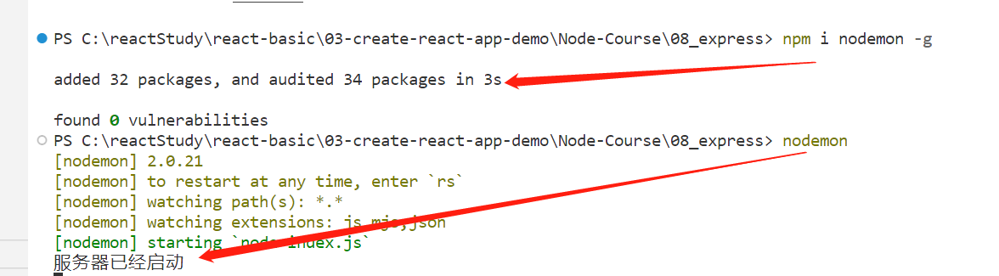 PS C:\reactStudy\react-basic\03-create-react-app-demo\Node-Course\08_express> npm i nodemon -g
added 32 packages, and audited 34 packages in 3s
found 0 vulnerabilities
PS C:\reactStudy\react-basic\03-create-react-app-demo\Node-Course\08_express> nodemon
[nodemon] 2.0.21
[nodemon] to restart at any time, enter `rs`
[nodemon] watching path(s): *.*
[nodemon] watching extensions: js,mjs,json
[nodemon] starting `node index.js`
服务器已经启动